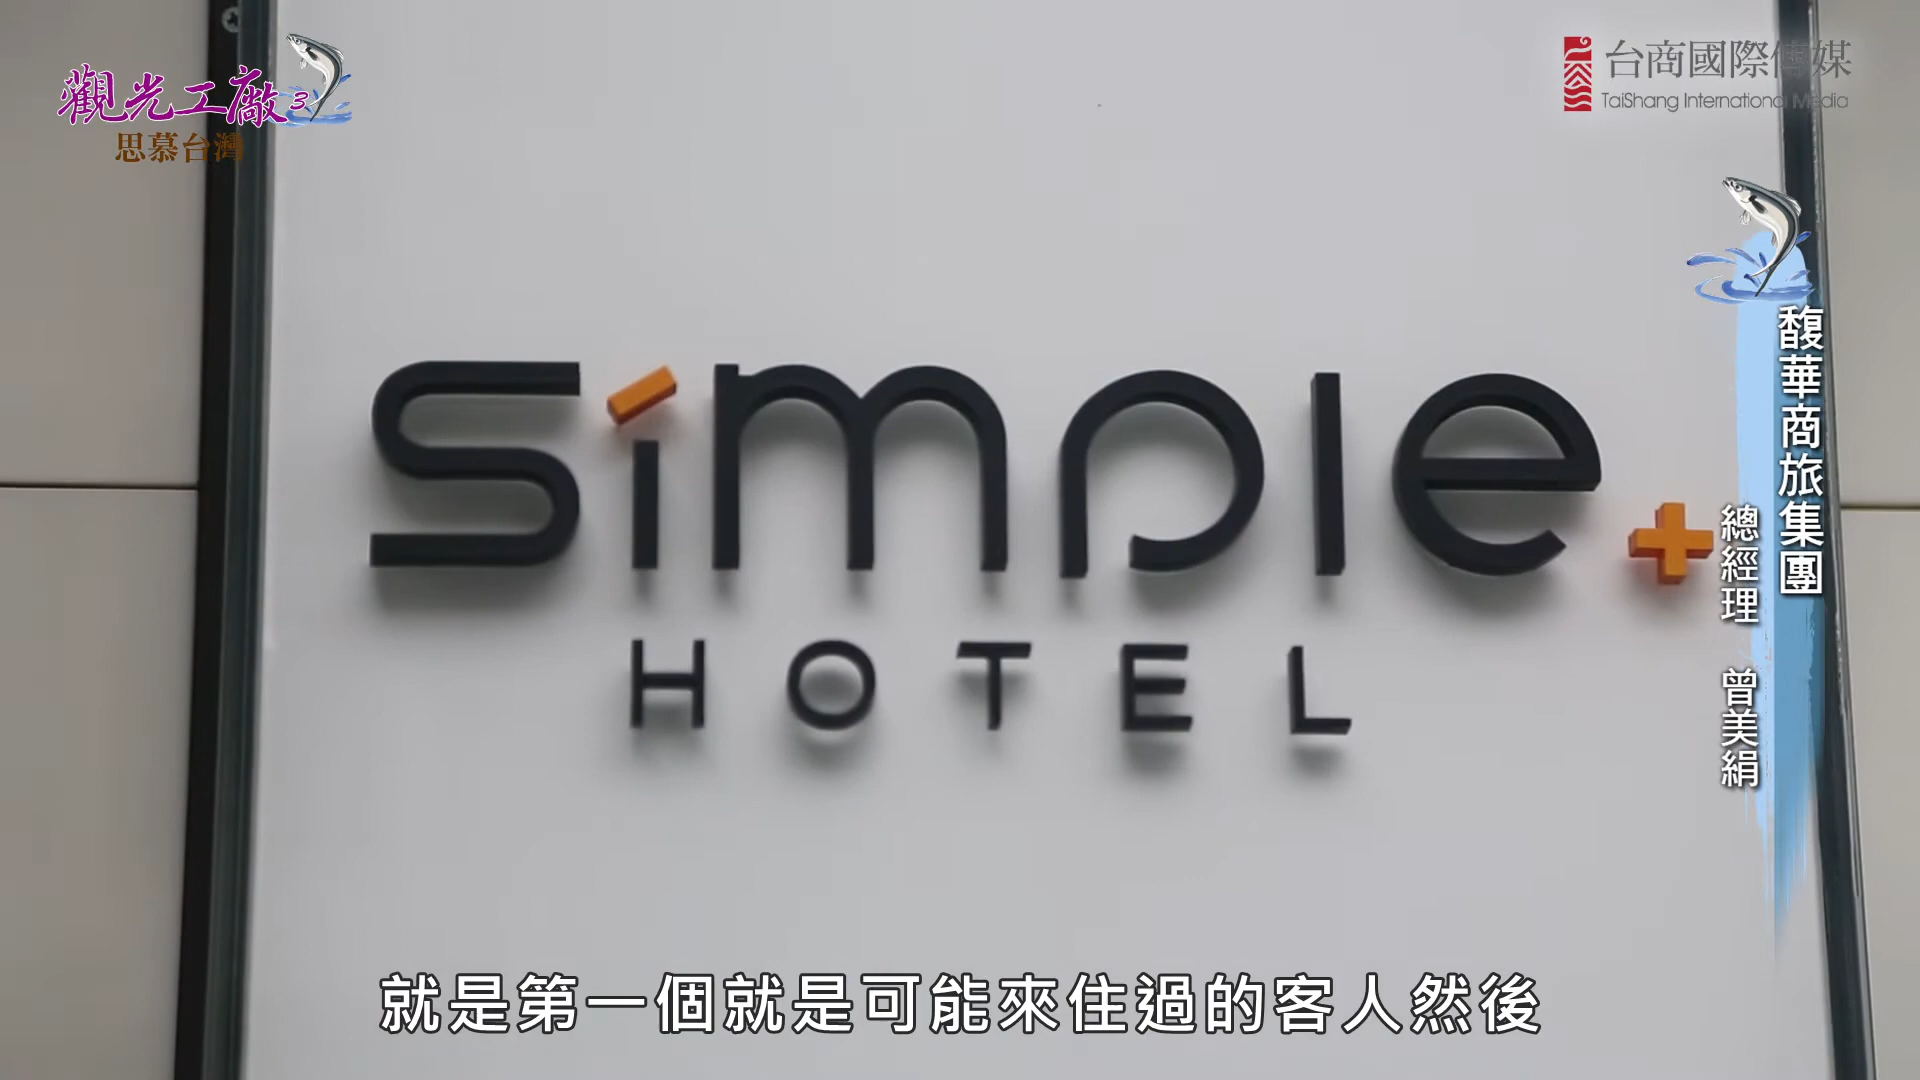 觀光工廠3
思慕台灣
台商國際傳媒
TaiShang International Media
馥華商旅集團
總經理 曾美絹
simple+
HOTEL
就是第一個就是可能來住過的客人然後